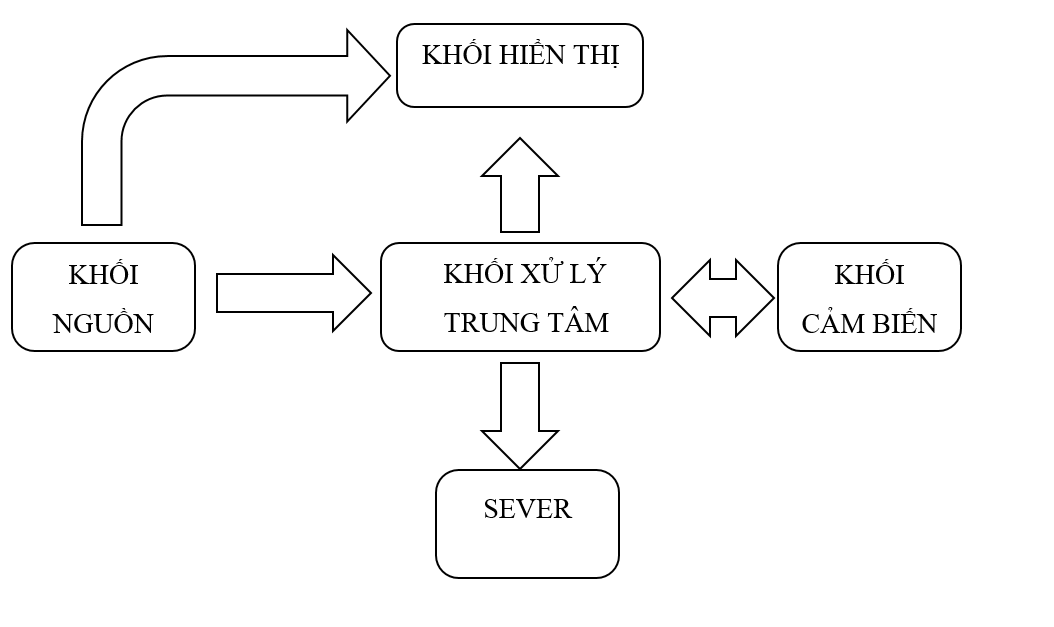 KHỐI HIỂN THỊ
KHỐI
NGUỒN
KHỐI XỬ LÝ
TRUNG TÂM
KHỐI
CẢM BIẾN
SEVER